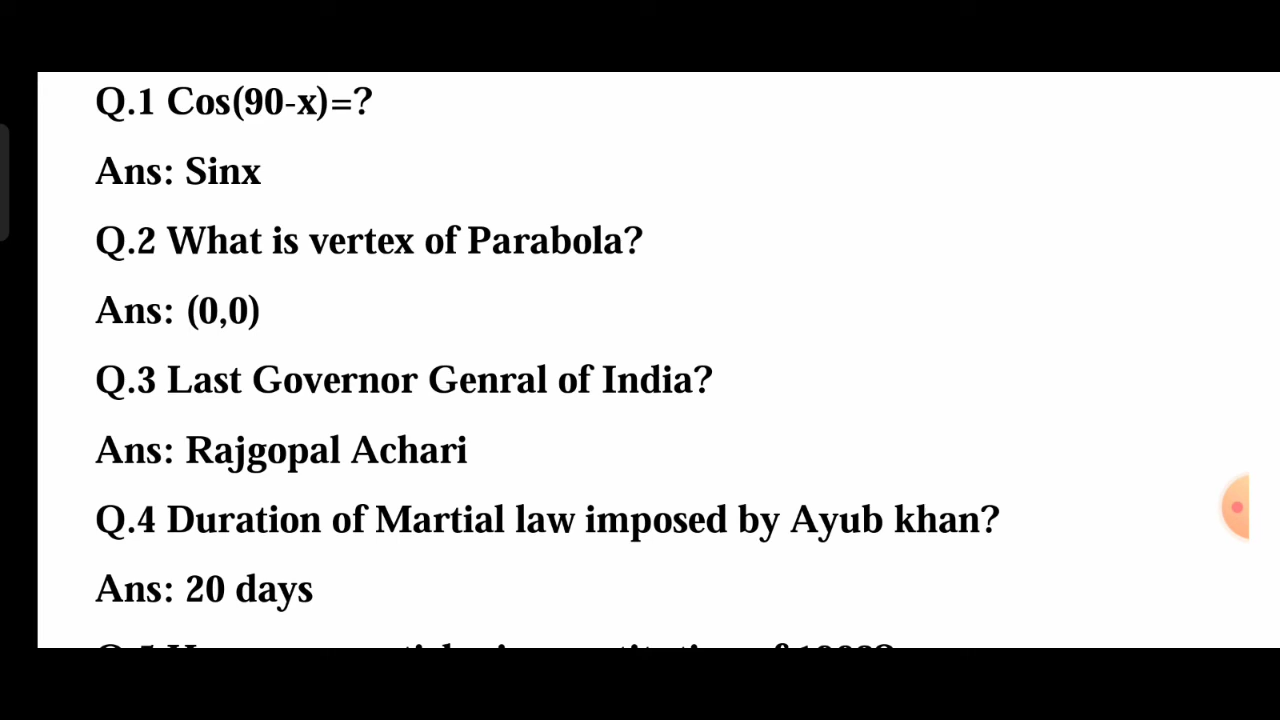 Q.1 Cos(90-x)=?
Ans: Sinx
Q.2 What is vertex of Parabola?
Ans: (0,0)
Q.3 Last Governor Genral of India?
Ans: Rajgopal Achari
Q.4 Duration of Martial law imposed by Ayub khan?
Ans: 20 days